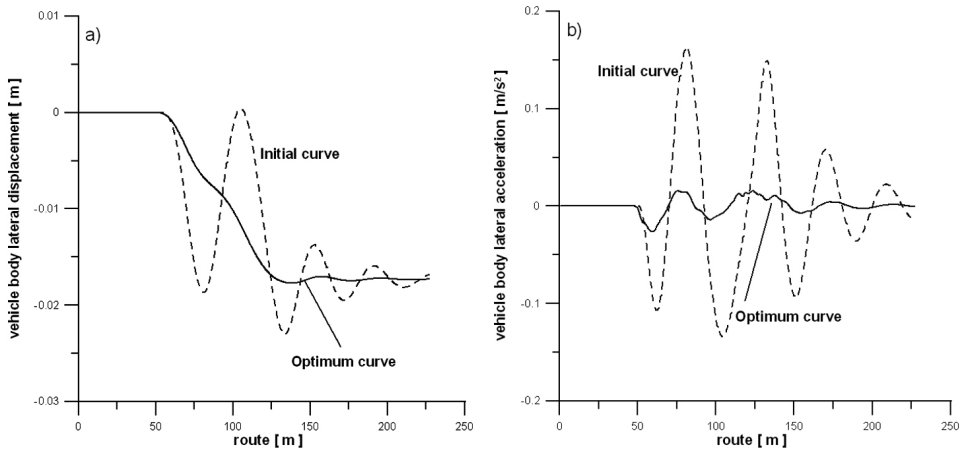 a)
0.01
0
-0.01
-0.02
-0.03
vehicle body lateral displacement [ m ]
Initial curve
Optimum curve
0
50
100
150
200
250
route [ m ]
b)
0.2
0.1
0
-0.1
-0.2
vehicle body lateral acceleration [ m/s²]
Initial curve
Optimum curve
0
50
100
150
200
250
route [ m ]